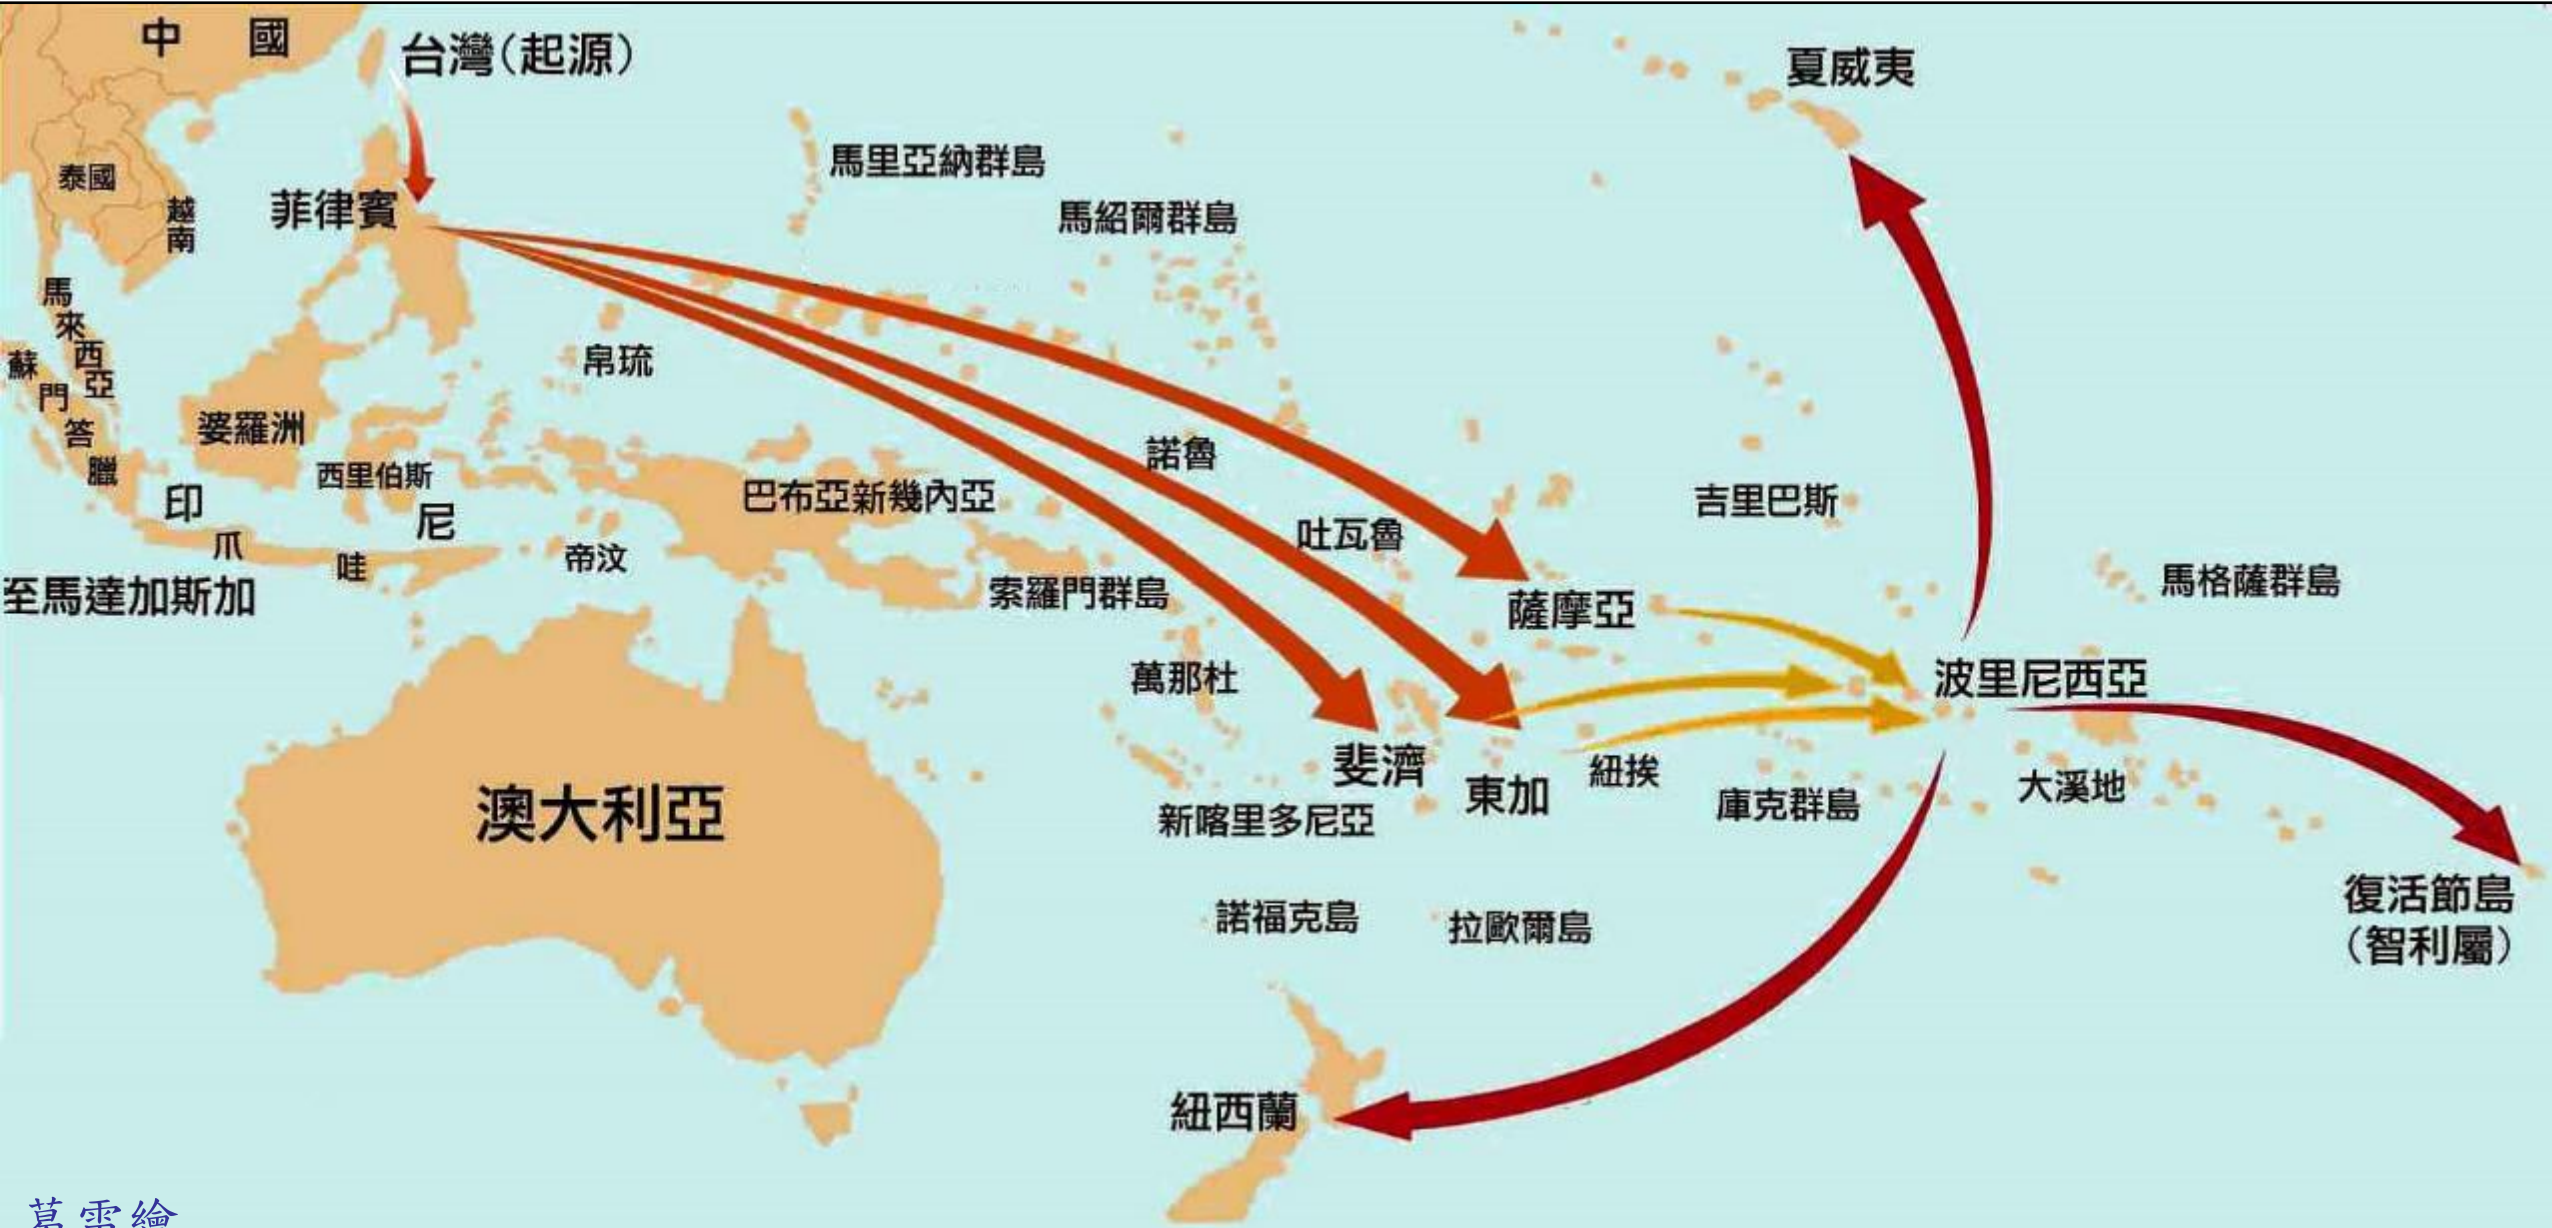 中國
台灣(起源)
夏威夷
馬里亞納群島
泰國
菲律賓
越南
馬紹爾群島
馬來西亞
帛琉
蘇門答臘
婆羅洲
諾魯
西里伯斯
巴布亞新幾內亞
吉里巴斯
印尼
吐瓦魯
爪哇
帝汶
索羅門群島
馬格薩群島
至馬達加斯加
薩摩亞
萬那杜
波里尼西亞
斐濟
東加
紐埃
大溪地
庫克群島
澳大利亞
新喀里多尼亞
復活節島
(智利屬)
諾福克島
拉歐爾島
紐西蘭